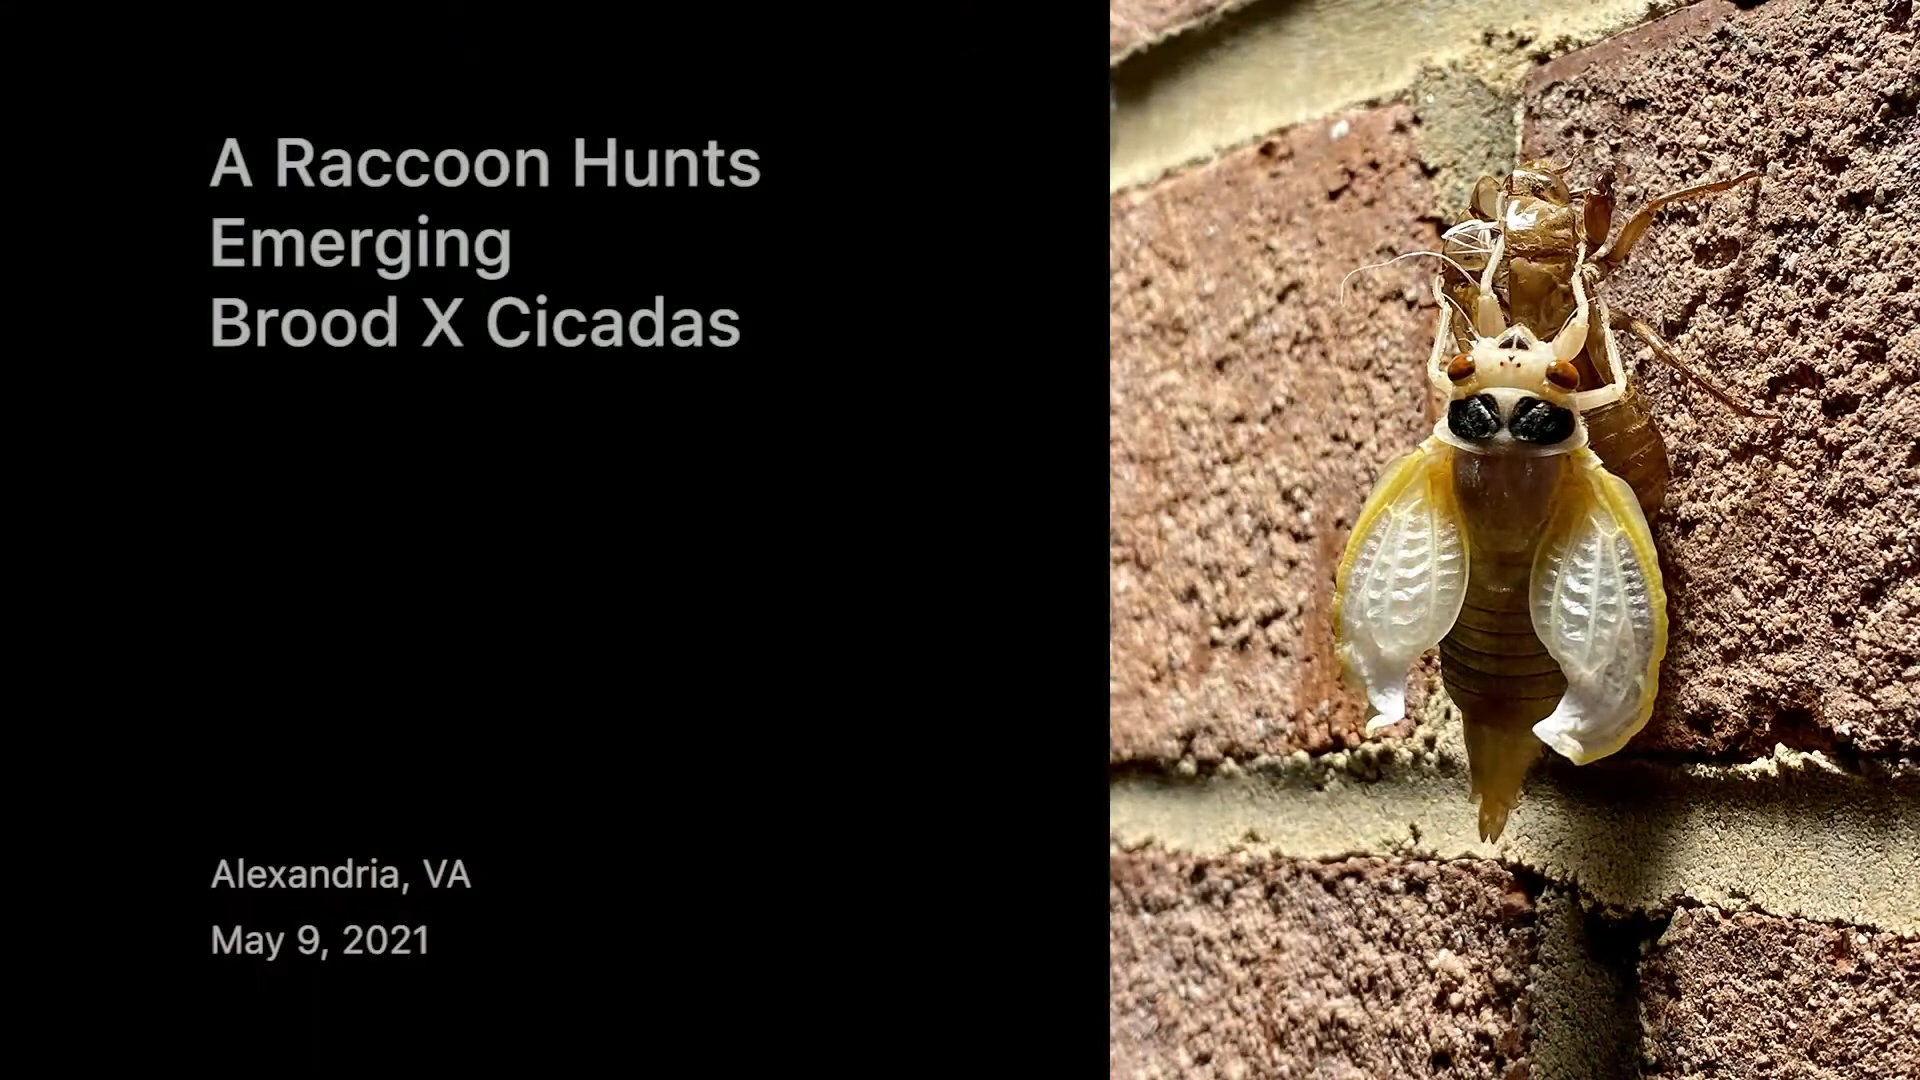 A Raccoon Hunts
Emerging
Brood X Cicadas
Alexandria, VA
May 9, 2021